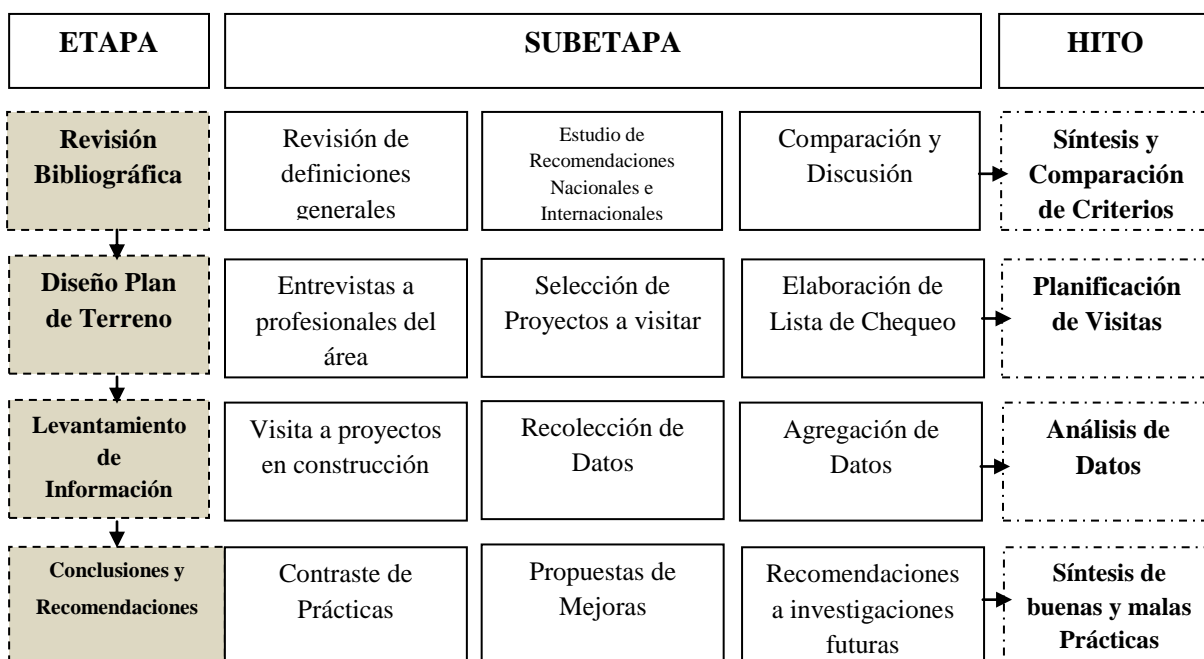 ETAPA
SUBETAPA
HITO
Revisión
Bibliográfica
Revisión de
definiciones
generales
Estudio de
Recomendaciones
Nacionales e
Internacionales
Comparación y
Discusión
Síntesis y
Comparación
de Criterios
Diseño Plan
de Terreno
Entrevistas a
profesionales del
área
Selección de
Proyectos a visitar
Elaboración de
Lista de Chequeo
Planificación
de Visitas
Levantamiento
de
Información
Visita a proyectos
en construcción
Recolección de
Datos
Agregación de
Datos
Análisis de
Datos
Conclusiones y
Recomendaciones
Contraste de
Prácticas
Propuestas de
Mejoras
Recomendaciones
a investigaciones
futuras
Síntesis de
buenas y malas
Prácticas